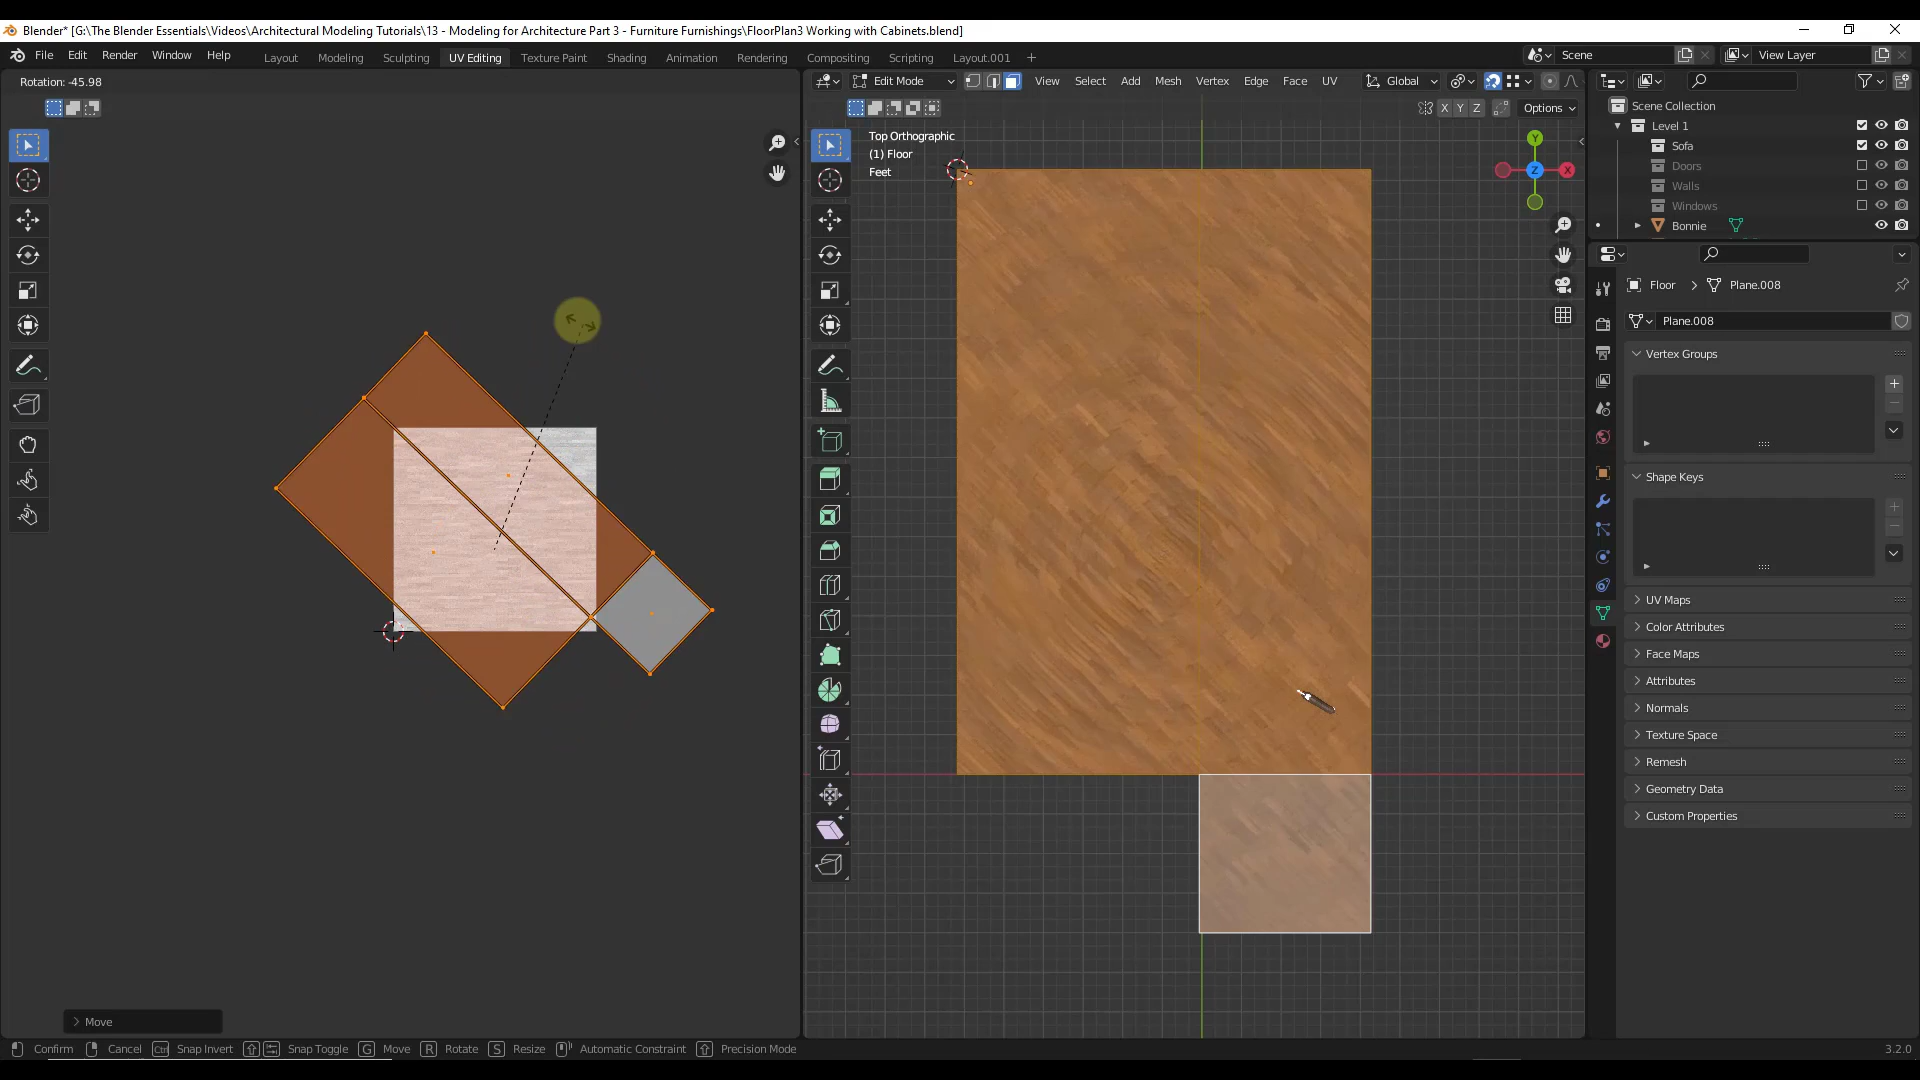 Blender* [G:\The Blender Essentials\Videos\Architectural Modeling Tutorials\13 - Modeling for Architecture Part 3 - Furniture Furnishings\FloorPlan3 Working with Cabinets.blend]
File Edit Render Window Help Layout Modeling Sculpting UV Editing Texture Paint Shading Animation Rendering Compositing Scripting Layout.001 + Scene View Layer
Rotation: -45.98 Edit Mode View Select Add Mesh Vertex Edge Face UV Global
X Y Z Options
Scene Collection
Level 1
Sofa
Doors
Walls
Windows
Bonnie
Top Orthographic
(1) Floor
Feet
Y
Z
X
Floor > Plane.008
Plane.008
Vertex Groups
Shape Keys
UV Maps
Color Attributes
Face Maps
Attributes
Normals
Texture Space
Remesh
Geometry Data
Custom Properties
> Move
Confirm Cancel Ctrl Snap Invert Snap Toggle G Move R Rotate S Resize Automatic Constraint Precision Mode 3.2.0